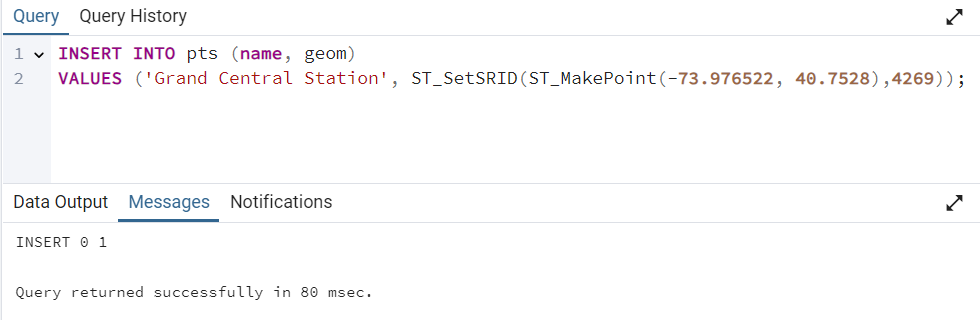 Query Query History
1 INSERT INTO pts (name, geom)
2 VALUES ('Grand Central Station', ST_SetSRID(ST_MakePoint(-73.976522, 40.7528),4269));
Data Output Messages Notifications
INSERT 0 1
Query returned successfully in 80 msec.